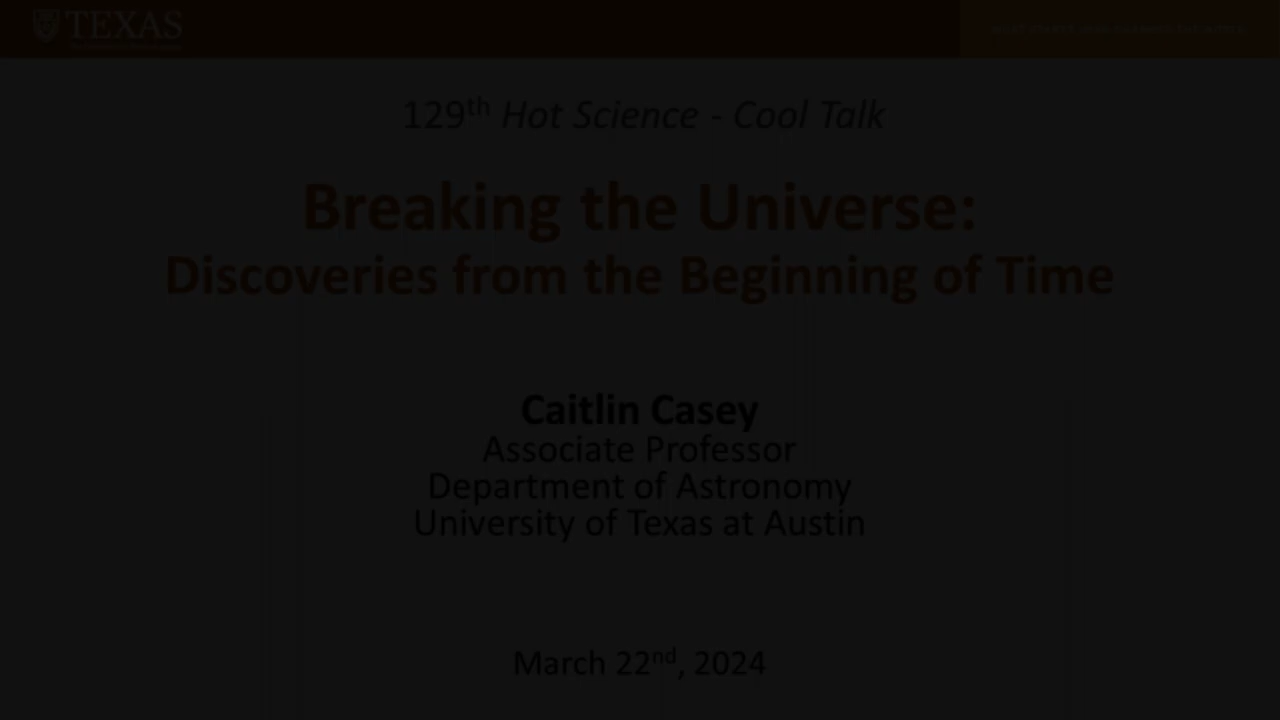 TEXAS
129th Hot Science - Cool Talk
Breaking the Universe:
Discoveries from the Beginning of Time
Caitlin Casey
Associate Professor
Department of Astronomy
University of Texas at Austin
March 22nd, 2024